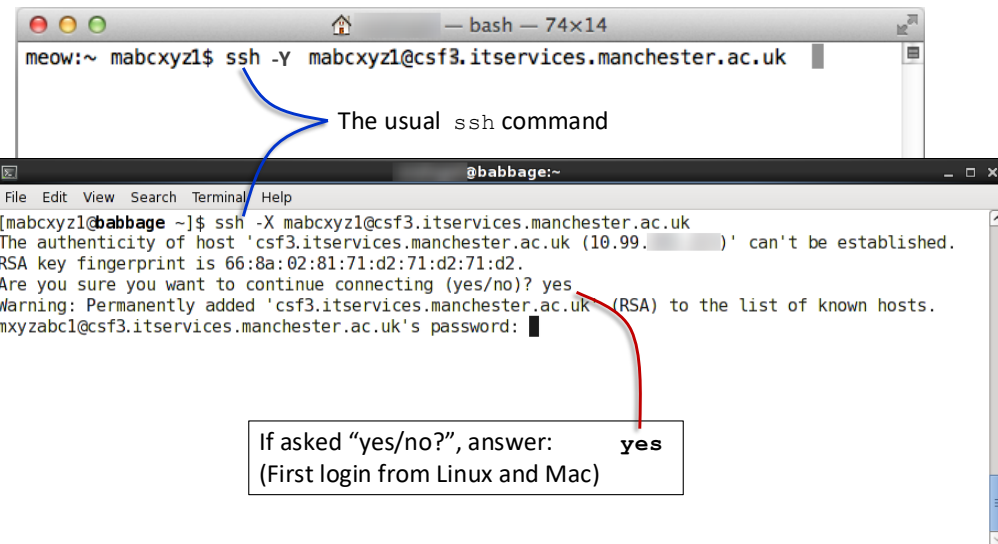 — bash — 74×14
meow:~ mabcxyz1$ ssh -Y mabcxyz1@csf3.itservices.manchester.ac.uk
The usual ssh command
@babbage:~
File Edit View Search Terminal Help
[mabcxyz1@babbage ~]$ ssh -X mabcxyz1@csf3.itservices.manchester.ac.uk
The authenticity of host 'csf3.itservices.manchester.ac.uk (10.99. )' can't be established.
RSA key fingerprint is 66:8a:02:81:71:d2:71:d2:71:d2.
Are you sure you want to continue connecting (yes/no)? yes
Warning: Permanently added 'csf3.itservices.manchester.ac.uk' (RSA) to the list of known hosts.
mxyzabc1@csf3.itservices.manchester.ac.uk's password:
If asked “yes/no?”, answer: yes
(First login from Linux and Mac)